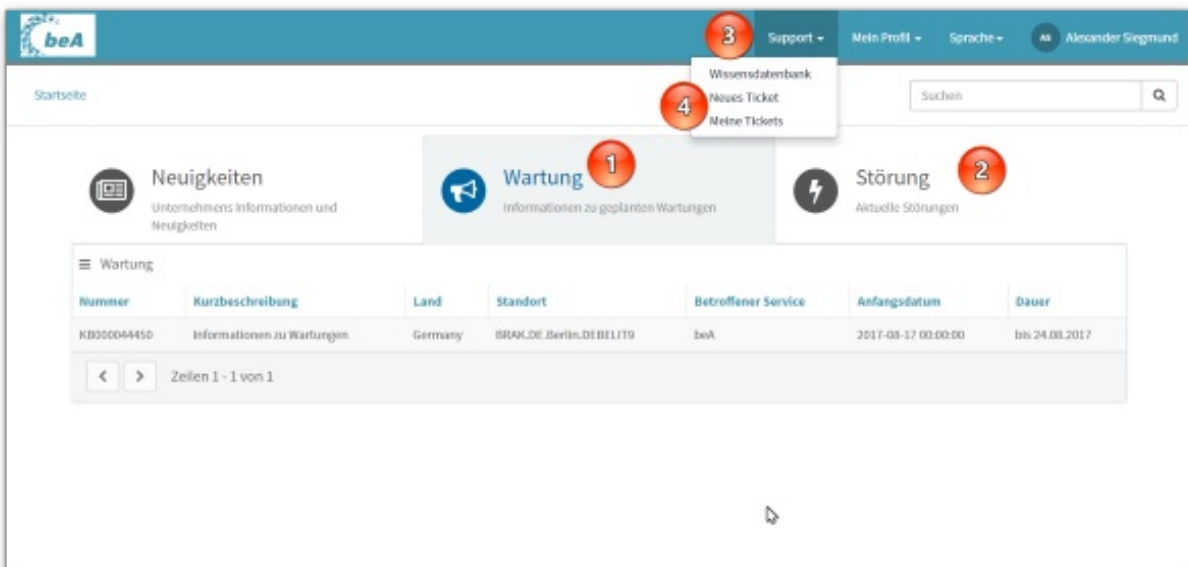 beA
3
Support
Mein Profil
Sprache
AS
Alexander Siegmund
Startseite
Wissensdatenbank
4
Neues Ticket
Meine Tickets
Suchen
Neuigkeiten
Unternehmens Informationen und
Neuigkeiten
Wartung
1
Informationen zu geplanten Wartungen
Störung
2
Aktuelle Störungen
Wartung
Nummer Kurzbeschreibung Land Standort Betroffener Service Anfangsdatum Dauer
KB000044450 Informationen zu Wartungen Germany BRAK.DE.Berlin.DEBELIT9 beA 2017-08-17 00:00:00 bis 24.08.2017
Zeilen 1 - 1 von 1